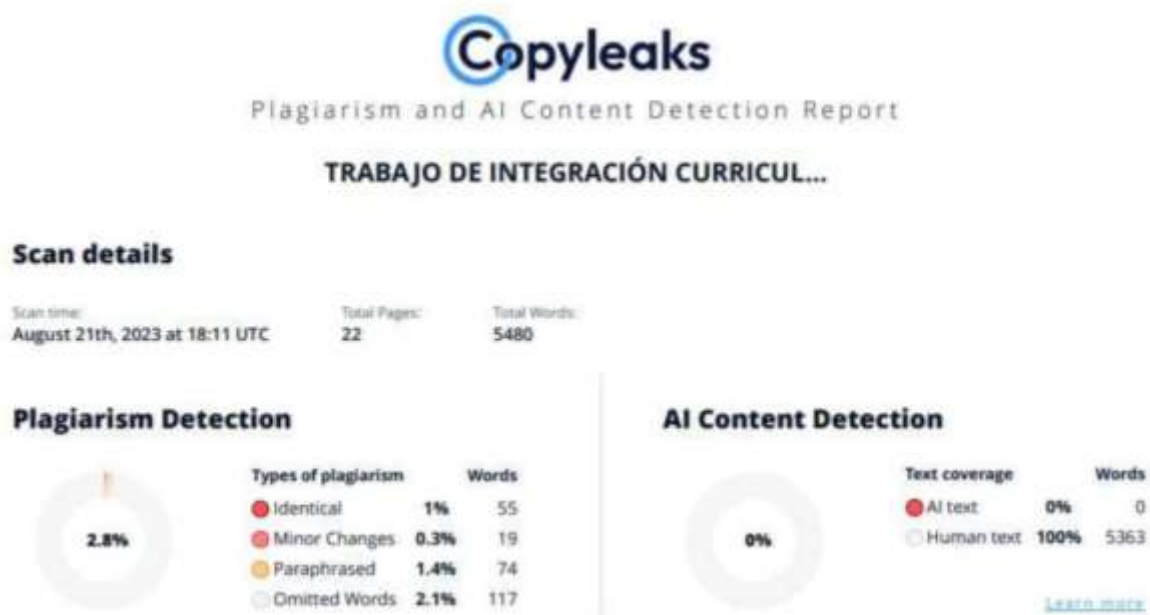 Copyleaks
Plagiarism and AI Content Detection Report
TRABAJO DE INTEGRACIÓN CURRICUL...
Scan details
Scan time: Total Pages: Total Words:
August 21th, 2023 at 18:11 UTC 22 5480
Plagiarism Detection
2.8%
Types of plagiarism Words
Identical 1% 55
Minor Changes 0.3% 19
Paraphrased 1.4% 74
Omitted Words 2.1% 117
AI Content Detection
0%
Text coverage Words
AI text 0% 0
Human text 100% 5363
Learn more